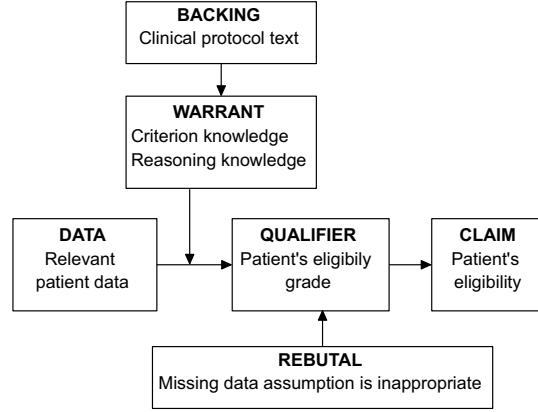 BACKING
Clinical protocol text
WARRANT
Criterion knowledge
Reasoning knowledge
DATA
Relevant
patient data
QUALIFIER
Patient's eligibily
grade
CLAIM
Patient's
eligibility
REBUTAL
Missing data assumption is inappropriate